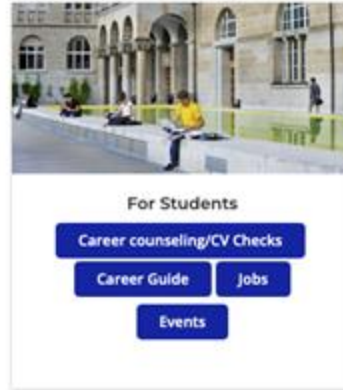 For Students
Career counseling/CV Checks
Career Guide Jobs
Events